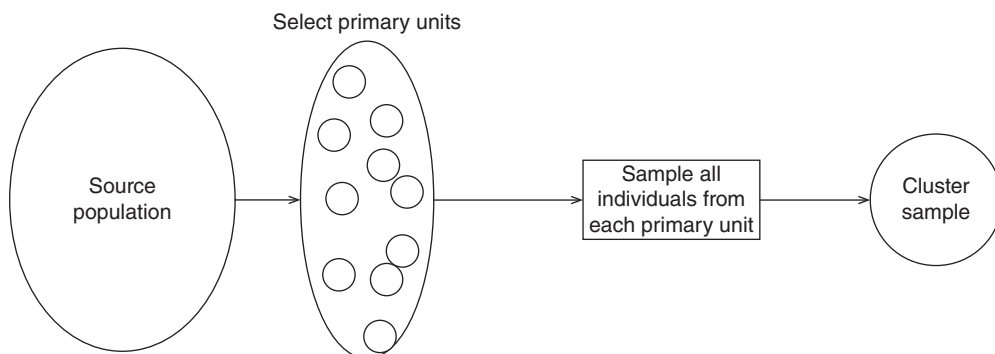 Select primary units
Source
population
Sample all
individuals from
each primary unit
Cluster
sample